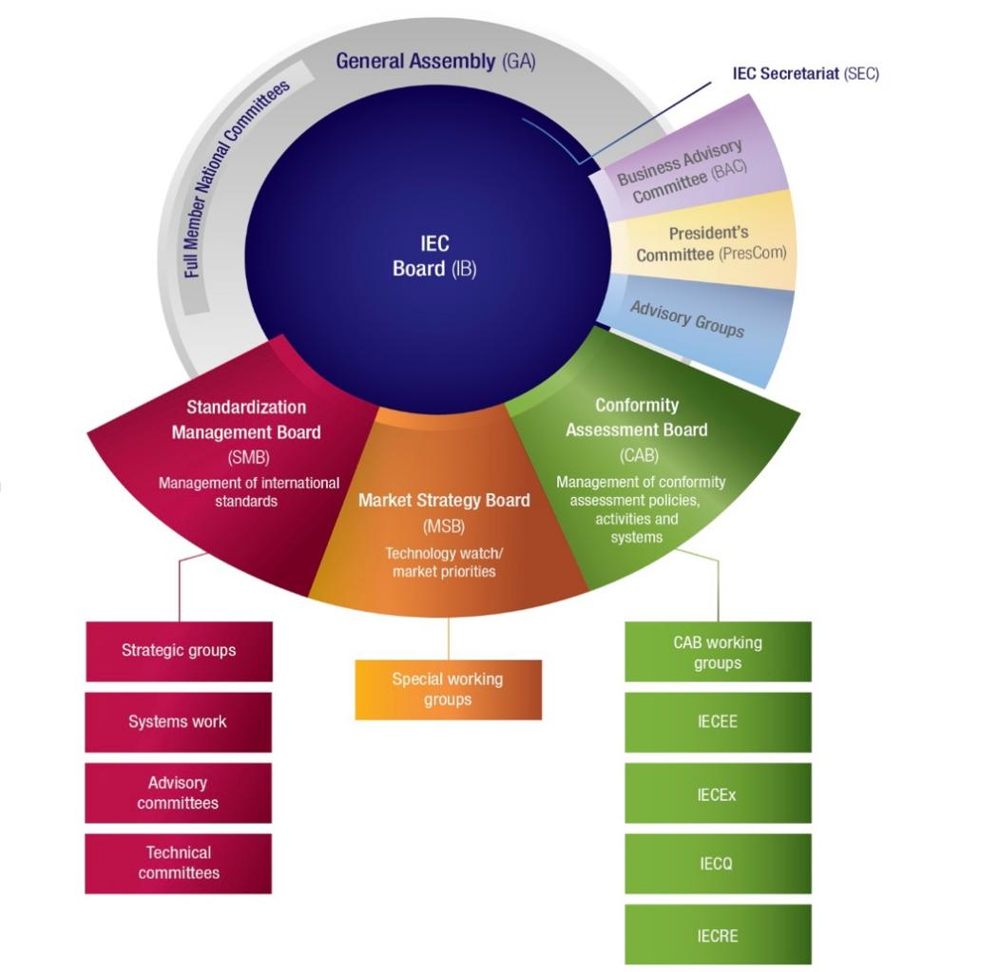 General Assembly (GA)
IEC Secretariat (SEC)
Full Member National Committees
Business Advisory
Committee (BAC)
President's
Committee (PresCom)
Advisory Groups
IEC
Board (IB)
Standardization
Management Board
(SMB)
Management of international
standards
Market Strategy Board
(MSB)
Technology watch/
market priorities
Conformity
Assessment Board
(CAB)
Management of conformity
assessment policies,
activities and
systems
Strategic groups
Systems work
Advisory
committees
Technical
committees
Special working
groups
CAB working
groups
IECEE
IECEx
IECQ
IECRE